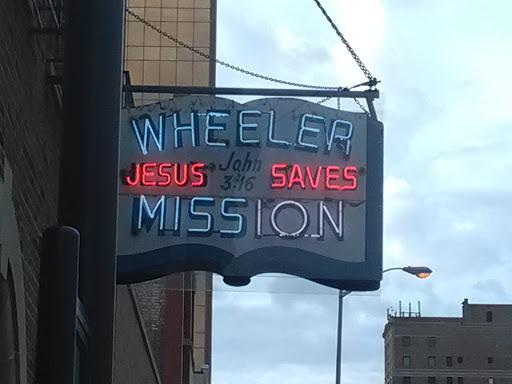 WHEELER
JESUS John 3:16 SAVES
MISSION